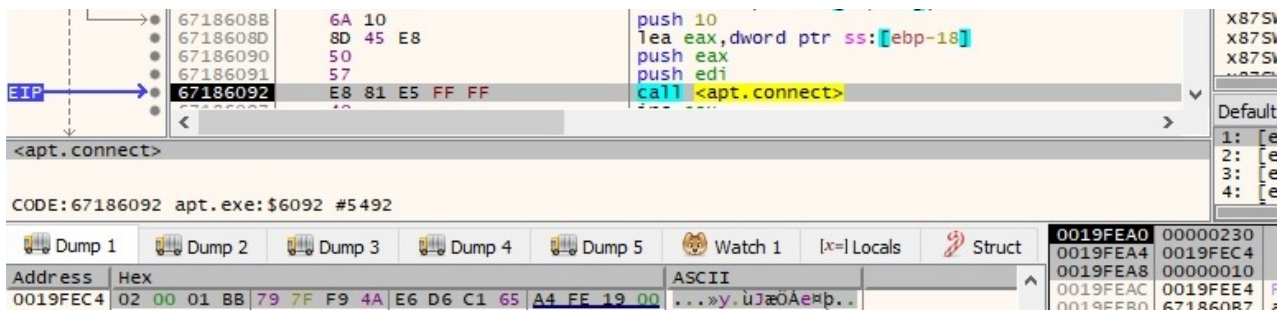 6718608B 6A 10 push 10
6718608D 8D 45 E8 lea eax,dword ptr ss:[ebp-18]
67186090 50 push eax
67186091 57 push edi
EIP 67186092 E8 81 E5 FF FF call <apt.connect>
<apt.connect>
CODE:67186092 apt.exe:$6092 #5492
Default
1: [e
2: [e
3: [e
4: [e
Dump 1 Dump 2 Dump 3 Dump 4 Dump 5 Watch 1 [x=] Locals Struct
Address Hex ASCII
0019FEC4 02 00 01 BB 79 7F F9 4A E6 D6 C1 65 A4 FE 19 00 ...»y.ùJæÖÁe¤þ..
0019FEA0 00000230
0019FEA4 0019FEC4
0019FEA8 00000010
0019FEAC 0019FEE4
0019FEB0 671860B7